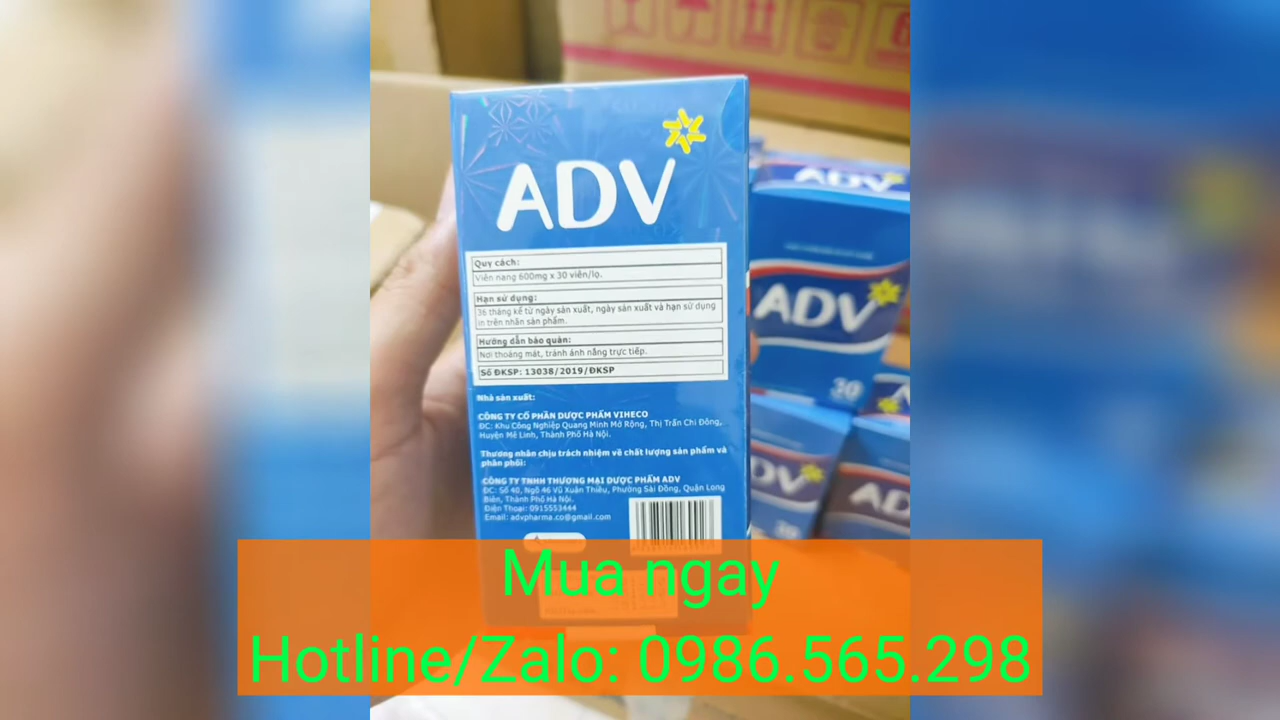 ADV
Quy cách:
Viên nang 600mg x 30 viên/lọ.
Hạn sử dụng:
36 tháng kể từ ngày sản xuất, ngày sản xuất và hạn sử dụng
in trên nhãn sản phẩm.
Hướng dẫn bảo quản:
Nơi thoáng mát, tránh ánh nắng trực tiếp.
Số ĐKSP: 13038/2019/ĐKSP
Nhà sản xuất:
CÔNG TY CỔ PHẦN DƯỢC PHẨM VIHECO
ĐC: Khu Công Nghiệp Quang Minh Mở Rộng, Thị Trấn Chi Đông,
Huyện Mê Linh, Thành Phố Hà Nội.
Thương nhân chịu trách nhiệm về chất lượng sản phẩm và
phân phối:
CÔNG TY TNHH THƯƠNG MẠI DƯỢC PHẨM ADV
ĐC: Số 40, Ngõ 46 Vũ Xuân Thiều, Phường Sài Đồng, Quận Long
Biên, Thành Phố Hà Nội.
Điện Thoại: 0915553444
Email: advpharma.co@gmail.com
ADV
ADV
30
ADV
30
AD
Mua ngay
Hotline/Zalo: 0986.565.298